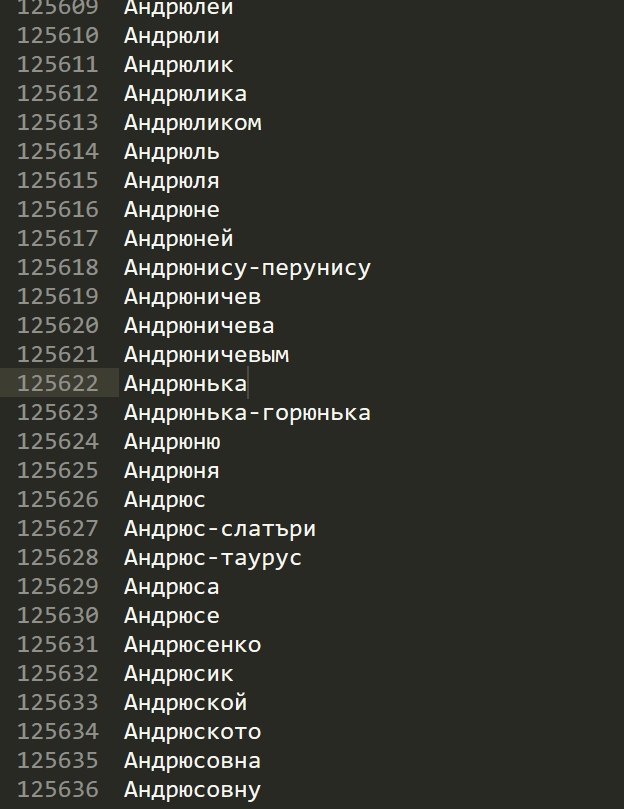 125609 Андрюлей
125610 Андрюли
125611 Андрюлик
125612 Андрюлика
125613 Андрюликом
125614 Андрюль
125615 Андрюля
125616 Андрюне
125617 Андрюней
125618 Андрюнису-перунису
125619 Андрюничев
125620 Андрюничева
125621 Андрюничевым
125622 Андрюнька
125623 Андрюнька-горюнька
125624 Андрюню
125625 Андрюня
125626 Андрюс
125627 Андрюс-слатъри
125628 Андрюс-таурус
125629 Андрюса
125630 Андрюсе
125631 Андрюсенко
125632 Андрюсик
125633 Андрюской
125634 Андрюското
125635 Андрюсовна
125636 Андрюсовну